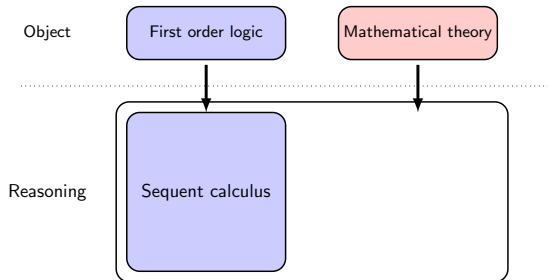 Object
First order logic
Mathematical theory
Reasoning
Sequent calculus